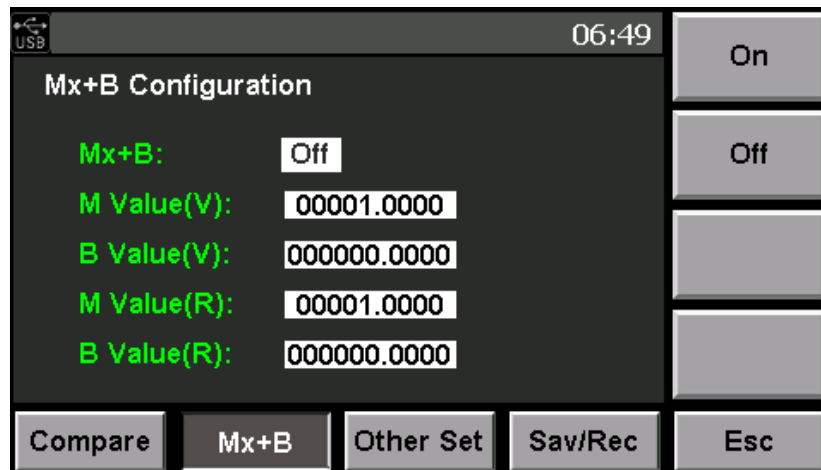 USB
06:49
On
Mx+B Configuration
Mx+B: Off
Off
M Value(V): 00001.0000
B Value(V): 000000.0000
M Value(R): 00001.0000
B Value(R): 000000.0000
Compare
Mx+B
Other Set
Sav/Rec
Esc